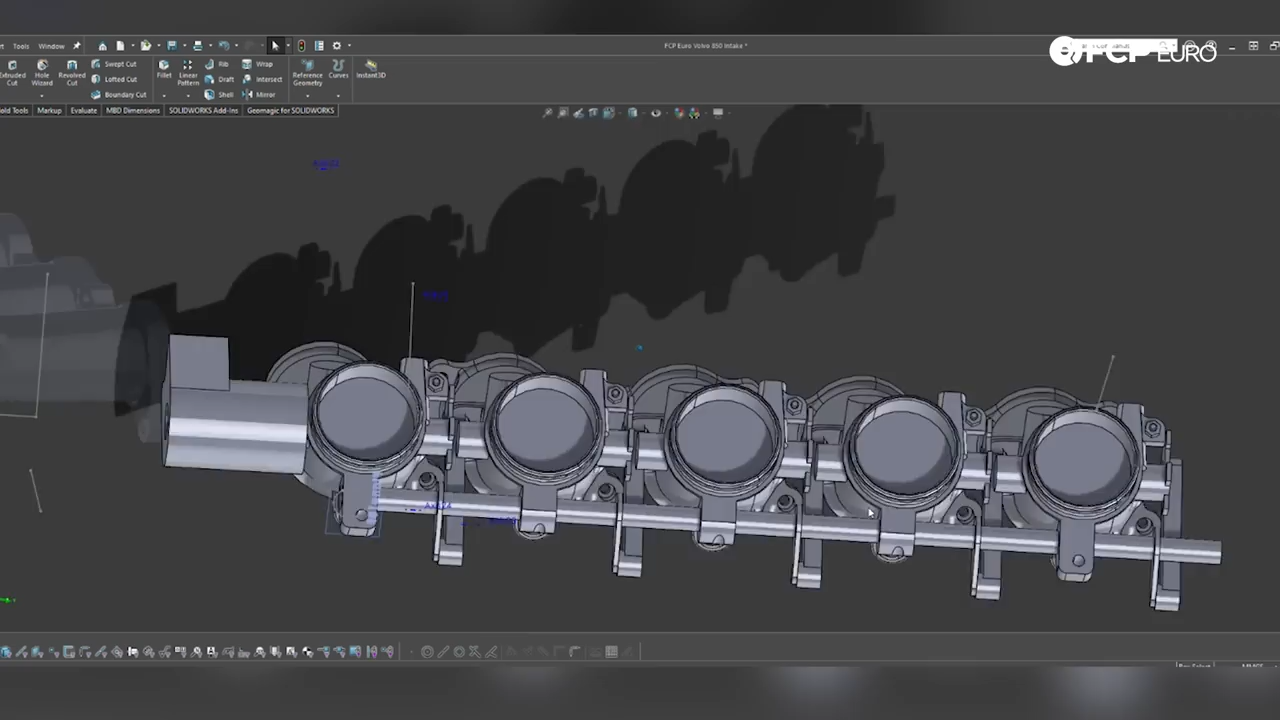 Tools Window
FCP Euro Volvo 850 Intake *
FCP EURO
Extruded Cut
Hole Wizard
Revolved Cut
Swept Cut
Lofted Cut
Boundary Cut
Fillet
Linear Pattern
Rib
Draft
Shell
Wrap
Intersect
Mirror
Reference Geometry
Curves
Instant3D
Mold Tools Markup Evaluate MBD Dimensions SOLIDWORKS Add-Ins Geomagic for SOLIDWORKS